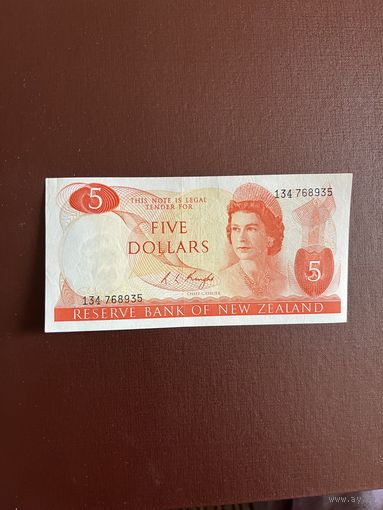 134 768935
5
THIS NOTE IS LEGAL
TENDER FOR
FIVE
DOLLARS
5
134 768935
CHIEF CASHIER
RESERVE BANK OF NEW ZEALAND